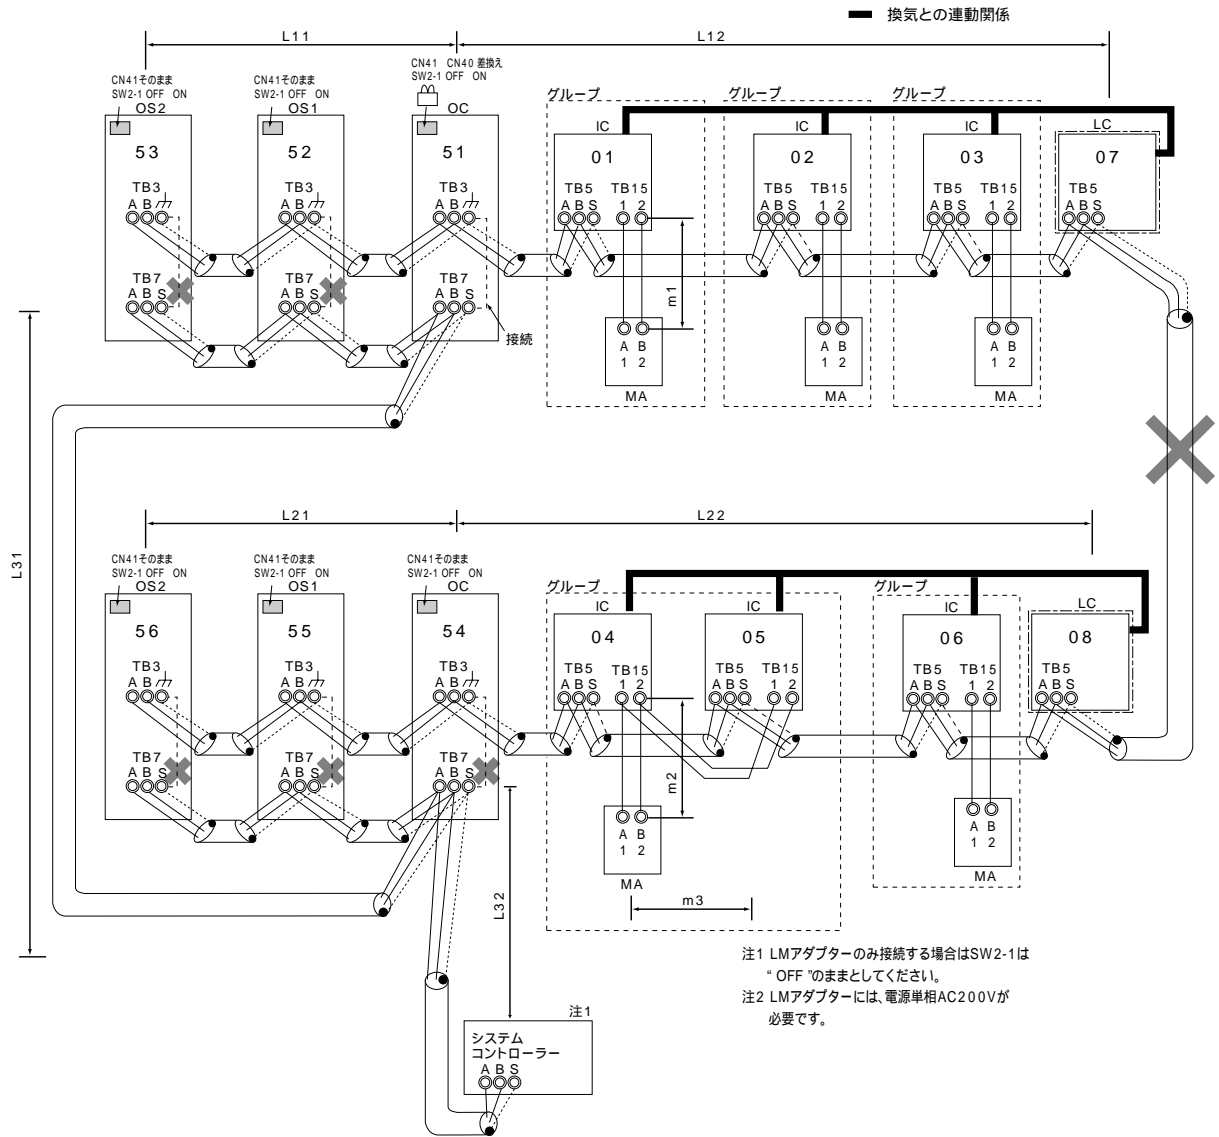 換気との連動関係
L11
L12
CN41そのまま
SW2-1 OFF ON
OS2
CN41そのまま
SW2-1 OFF ON
OS1
CN41 CN40 差換え
SW2-1 OFF ON
OC
グループ
グループ
グループ
IC
IC
IC
LC
53
52
51
01
02
03
07
TB3
A B
TB3
A B
TB3
A B
TB5
A B S
TB15
1 2
TB5
A B S
TB15
1 2
TB5
A B S
TB15
1 2
TB5
A B S
TB7
A B S
TB7
A B S
TB7
A B S
接続
m1
A B
1 2
MA
A B
1 2
MA
A B
1 2
MA
L31
L21
L22
CN41そのまま
SW2-1 OFF ON
OS2
CN41そのまま
SW2-1 OFF ON
OS1
CN41そのまま
SW2-1 OFF ON
OC
グループ
グループ
IC
IC
IC
LC
56
55
54
04
05
06
08
TB3
A B
TB3
A B
TB3
A B
TB5
A B S
TB15
1 2
TB5
A B S
TB15
1 2
TB5
A B S
TB15
1 2
TB5
A B S
TB7
A B S
TB7
A B S
TB7
A B S
m2
A B
1 2
MA
A B
1 2
MA
m3
L32
注1 LMアダプターのみ接続する場合はSW2-1は
“ OFF ”のままとしてください。
注2 LMアダプターには、電源単相AC200Vが
必要です。
注1
システム
コントローラー
A B S